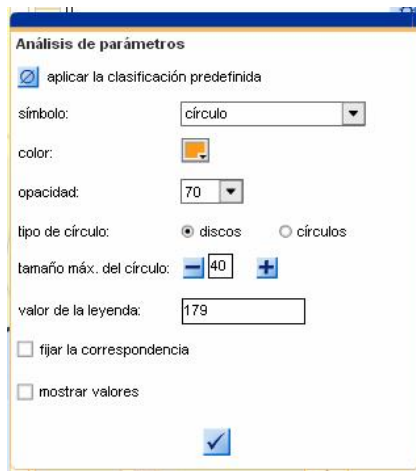 Análisis de parámetros
aplicar la clasificación predefinida
símbolo: círculo
color:
opacidad: 70
tipo de círculo: discos círculos
tamaño máx. del círculo: 40
valor de la leyenda: 179
fijar la correspondencia
mostrar valores